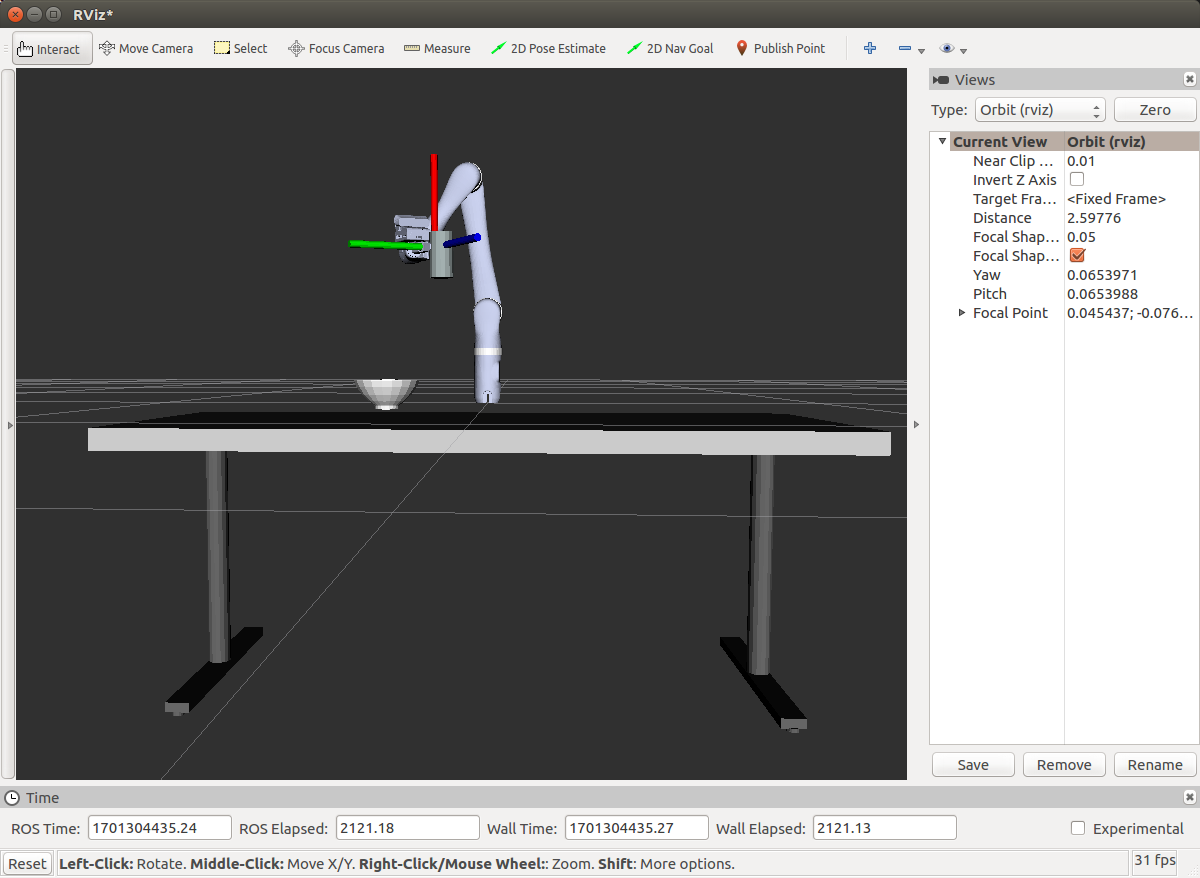 RViz*
Interact Move Camera Select Focus Camera Measure 2D Pose Estimate 2D Nav Goal Publish Point
Views
Type: Orbit (rviz) Zero
Current View Orbit (rviz)
Near Clip ... 0.01
Invert Z Axis
Target Fra... <Fixed Frame>
Distance 2.59776
Focal Shap... 0.05
Focal Shap...
Yaw 0.0653971
Pitch 0.0653988
Focal Point 0.045437; -0.076...
Save Remove Rename
Time
ROS Time: 1701304435.24 ROS Elapsed: 2121.18 Wall Time: 1701304435.27 Wall Elapsed: 2121.13 Experimental
Reset Left-Click: Rotate. Middle-Click: Move X/Y. Right-Click/Mouse Wheel:: Zoom. Shift: More options. 31 fps